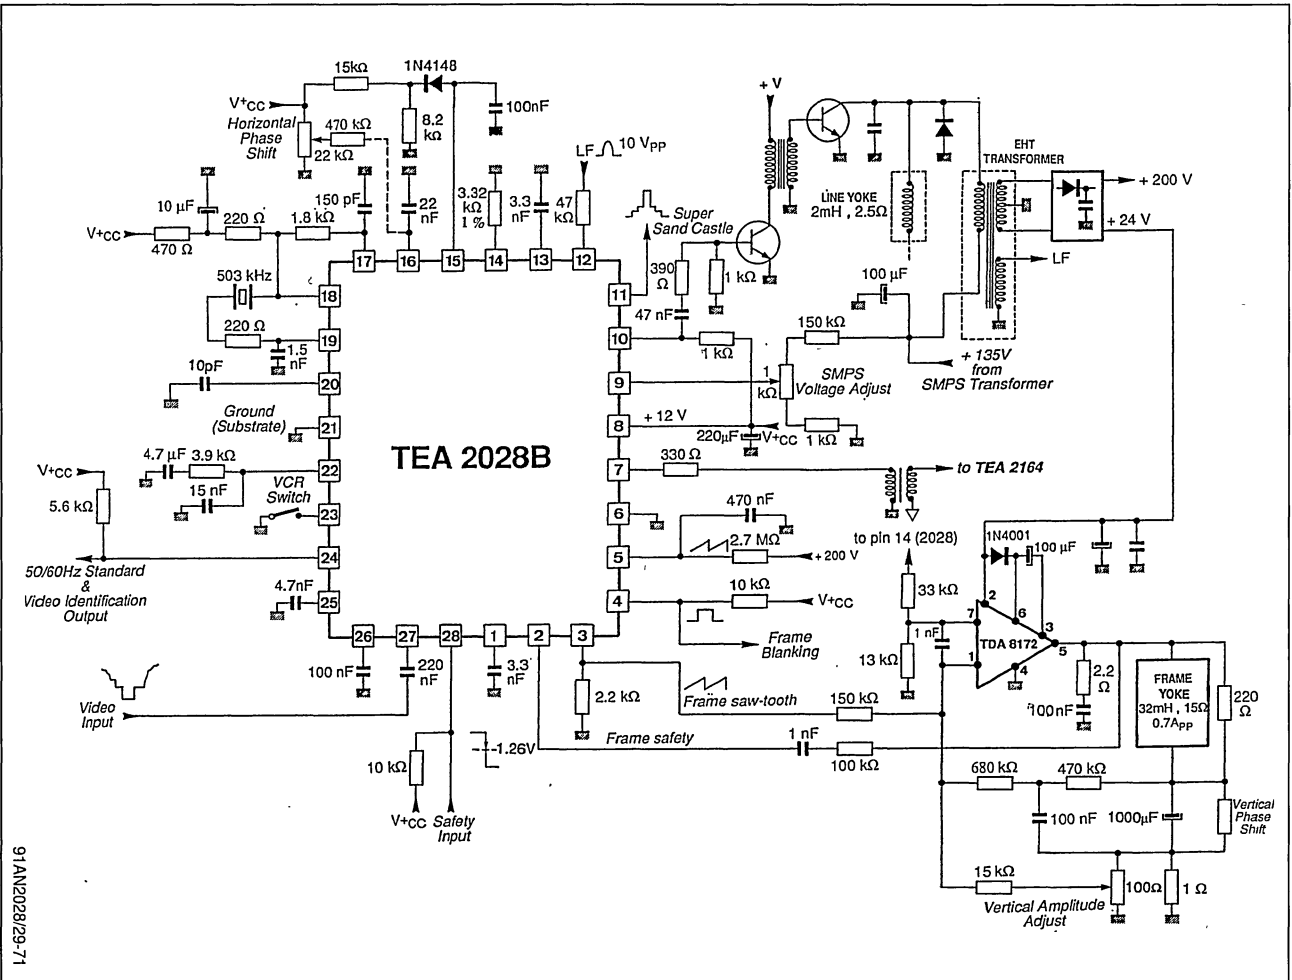 15kΩ
1N4148
V+CC
Horizontal
Phase
Shift
470 kΩ
22 kΩ
8.2
kΩ
100nF
10 µF
220 Ω
1.8 kΩ
150 pF
22
nF
V+CC
470 Ω
3.32
kΩ
1 %
3.3
nF
47
kΩ
LF
10 VPP
Super
Sand Castle
+ V
EHT
TRANSFORMER
LINE YOKE
2mH , 2.5Ω
+ 200 V
+ 24 V
LF
390
Ω
1 kΩ
47 nF
1 kΩ
100 µF
150 kΩ
+ 135V
from
SMPS Transformer
1
kΩ
SMPS
Voltage Adjust
+ 12 V
220µF
V+CC
1 kΩ
330 Ω
to TEA 2164
470 nF
2.7 MΩ
+ 200 V
10 kΩ
V+CC
Frame
Blanking
17
16
15
14
13
12
18
19
20
21
22
23
24
25
26
27
28
1
2
3
4
5
6
7
8
9
10
11
TEA 2028B
503 kHz
220 Ω
1.5
nF
10pF
Ground
(Substrate)
4.7 µF
3.9 kΩ
V+CC
15 nF
VCR
Switch
5.6 kΩ
50/60Hz Standard
&
Video Identification
Output
4.7nF
100 nF
220
nF
3.3
nF
2.2 kΩ
Video
Input
10 kΩ
V+CC
Safety
Input
-1.26V
Frame saw-tooth
Frame safety
1 nF
100 kΩ
150 kΩ
to pin 14 (2028)
33 kΩ
1 nF
13 kΩ
1N4001
100 µF
2
6
7
3
1
4
5
TDA 8172
2.2
Ω
100nF
FRAME
YOKE
32mH , 15Ω
0.7APP
220
Ω
680 kΩ
470 kΩ
100 nF
1000µF
Vertical
Phase
Shift
15 kΩ
100Ω
1 Ω
Vertical Amplitude
Adjust
91AN2028/29-71